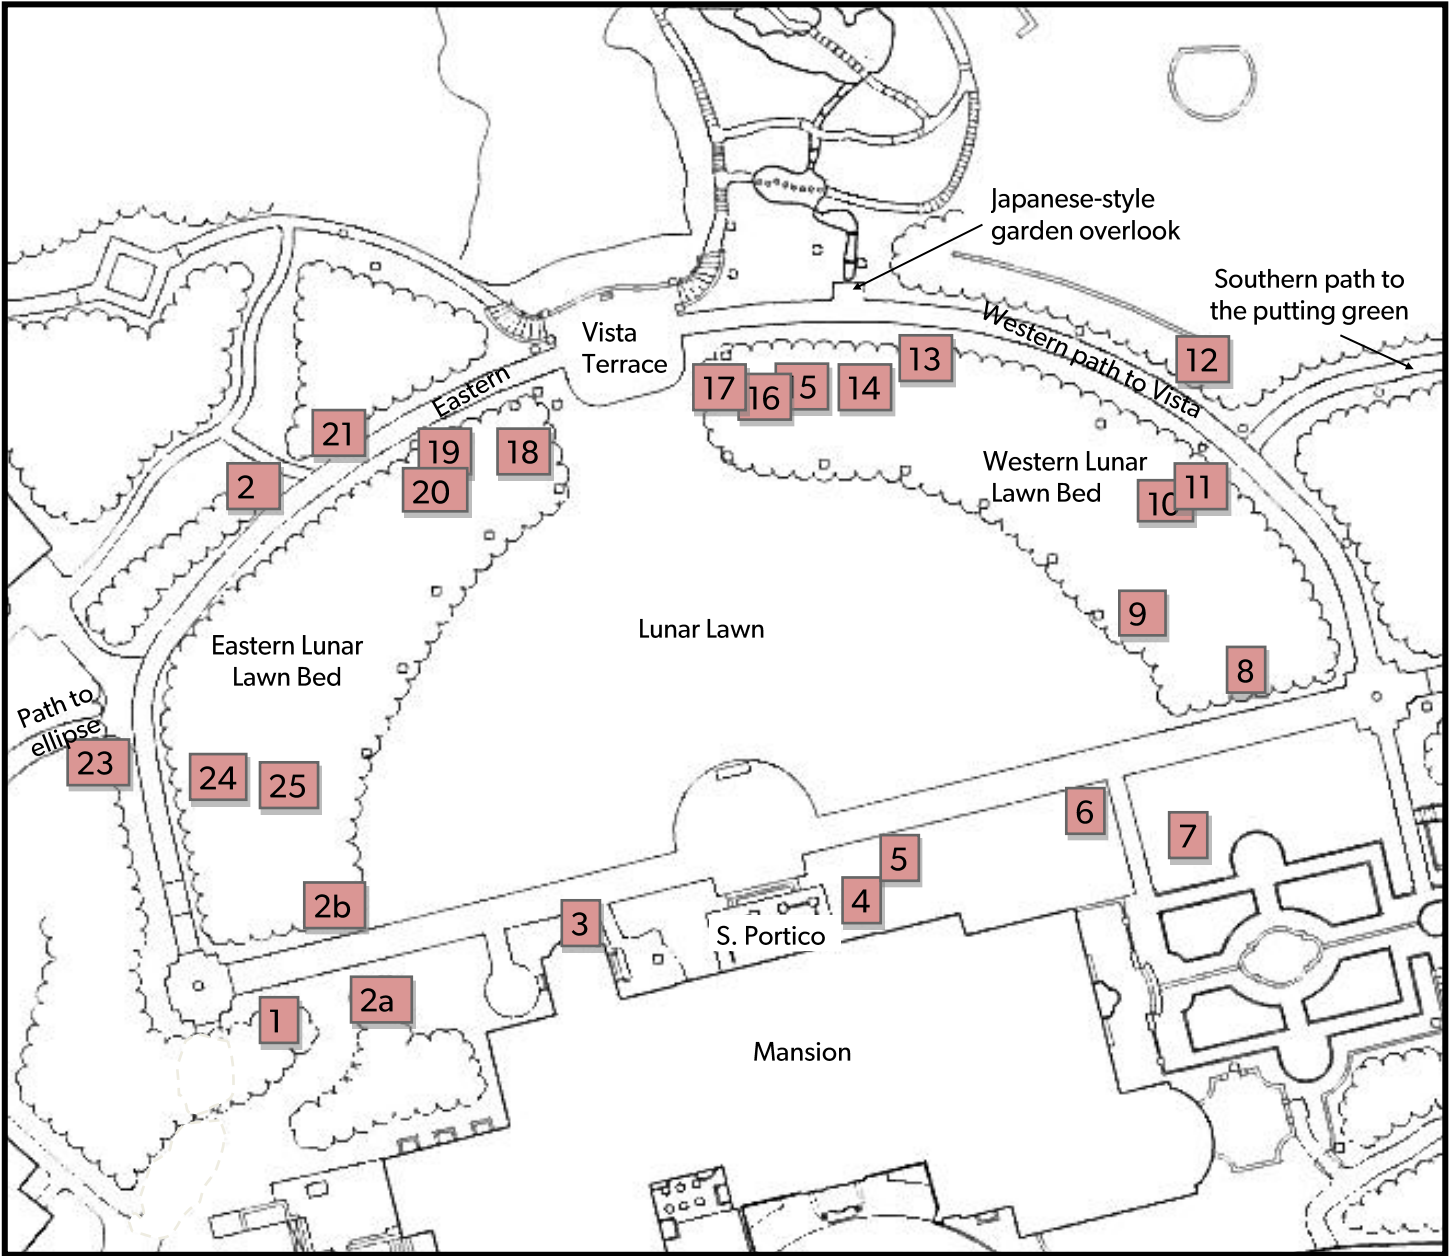 Japanese-style
garden overlook
Southern path to
the putting green
Vista
Terrace
Western path to Vista
Eastern
12
13
17
16
15
14
21
19
18
20
2
Western Lunar
Lawn Bed
10
11
9
8
Lunar Lawn
Eastern Lunar
Lawn Bed
Path to
ellipse
23
24
25
6
7
5
4
2b
3
S. Portico
1
2a
Mansion